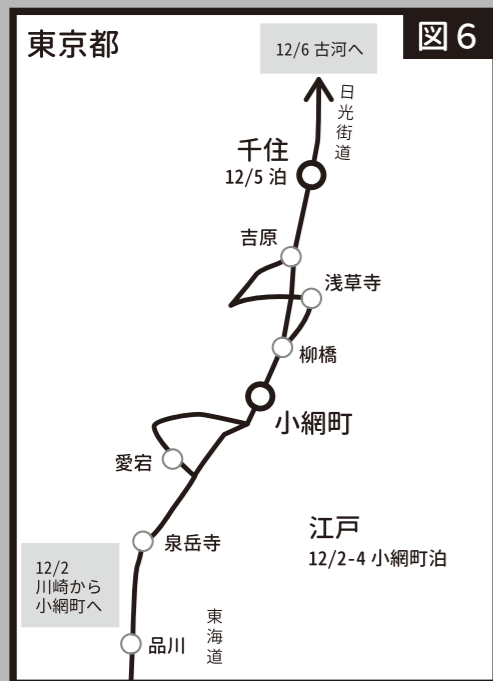 東京都
図6
12/6 古河へ
日光街道
千住
12/5 泊
吉原
浅草寺
柳橋
小網町
愛宕
泉岳寺
江戸
12/2-4 小網町泊
12/2
川崎から
小網町へ
東海道
品川